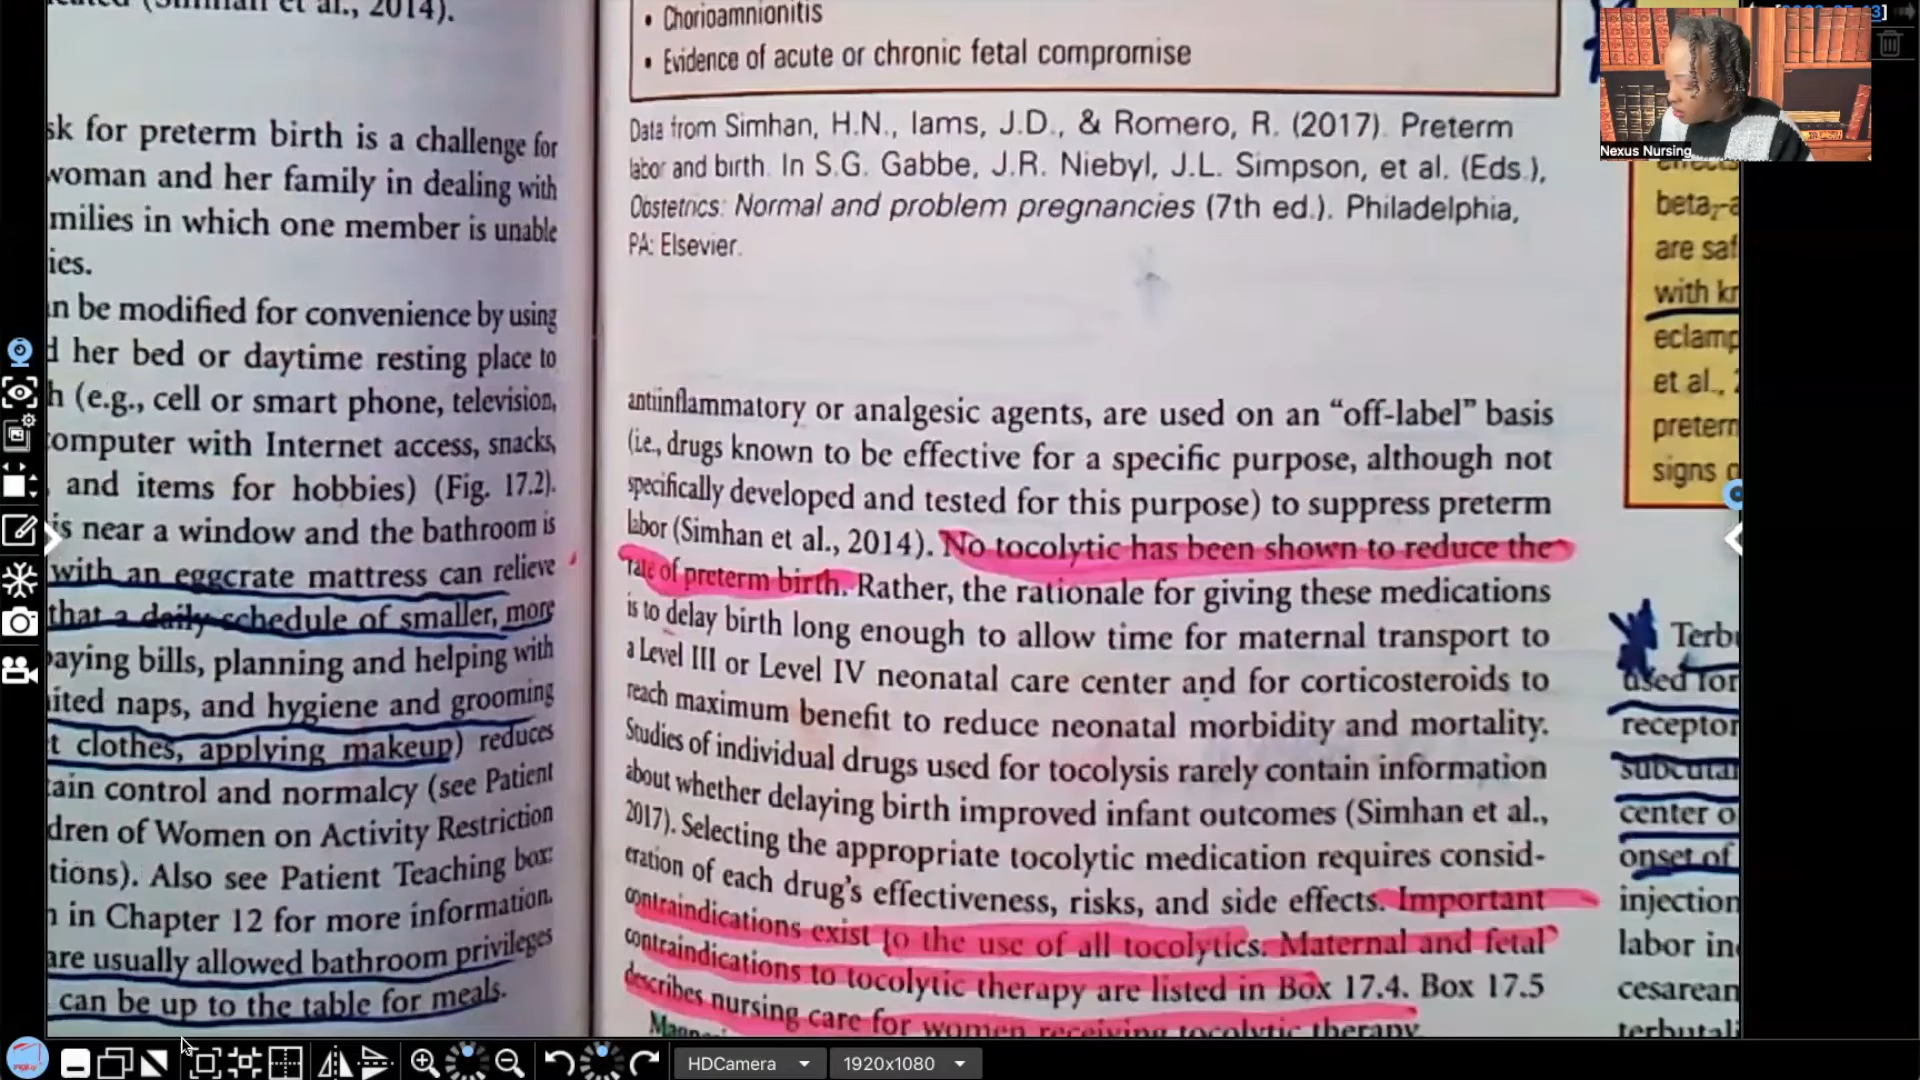 (Simhan et al., 2014).
sk for preterm birth is a challenge for
woman and her family in dealing with
milies in which one member is unable
ies.
n be modified for convenience by using
d her bed or daytime resting place to
h (e.g., cell or smart phone, television,
computer with Internet access, snacks,
, and items for hobbies) (Fig. 17.2).
is near a window and the bathroom is
with an eggcrate mattress can relieve
that a daily schedule of smaller, more
paying bills, planning and helping with
ited naps, and hygiene and grooming
t clothes, applying makeup) reduces
tain control and normalcy (see Patient
dren of Women on Activity Restriction
tions). Also see Patient Teaching box:
n in Chapter 12 for more information.
are usually allowed bathroom privileges
can be up to the table for meals.
• Chorioamnionitis
• Evidence of acute or chronic fetal compromise
Data from Simhan, H.N., Iams, J.D., & Romero, R. (2017). Preterm
labor and birth. In S.G. Gabbe, J.R. Niebyl, J.L. Simpson, et al. (Eds.),
Obstetrics: Normal and problem pregnancies (7th ed.). Philadelphia,
PA: Elsevier.
antiinflammatory or analgesic agents, are used on an “off-label” basis
(i.e., drugs known to be effective for a specific purpose, although not
specifically developed and tested for this purpose) to suppress preterm
labor (Simhan et al., 2014). No tocolytic has been shown to reduce the
rate of preterm birth. Rather, the rationale for giving these medications
is to delay birth long enough to allow time for maternal transport to
a Level III or Level IV neonatal care center and for corticosteroids to
reach maximum benefit to reduce neonatal morbidity and mortality.
Studies of individual drugs used for tocolysis rarely contain information
about whether delaying birth improved infant outcomes (Simhan et al.,
2017). Selecting the appropriate tocolytic medication requires consid-
eration of each drug’s effectiveness, risks, and side effects. Important
contraindications exist to the use of all tocolytics. Maternal and fetal
contraindications to tocolytic therapy are listed in Box 17.4. Box 17.5
describes nursing care for women receiving tocolytic therapy.
beta2-a
are saf
with kn
eclamp
et al., 2
preterm
signs o
Terbu
used for
receptor
subcutan
center o
onset of
injection
labor in
cesarean
terbutali
Nexus Nursing
HDCamera
1920x1080